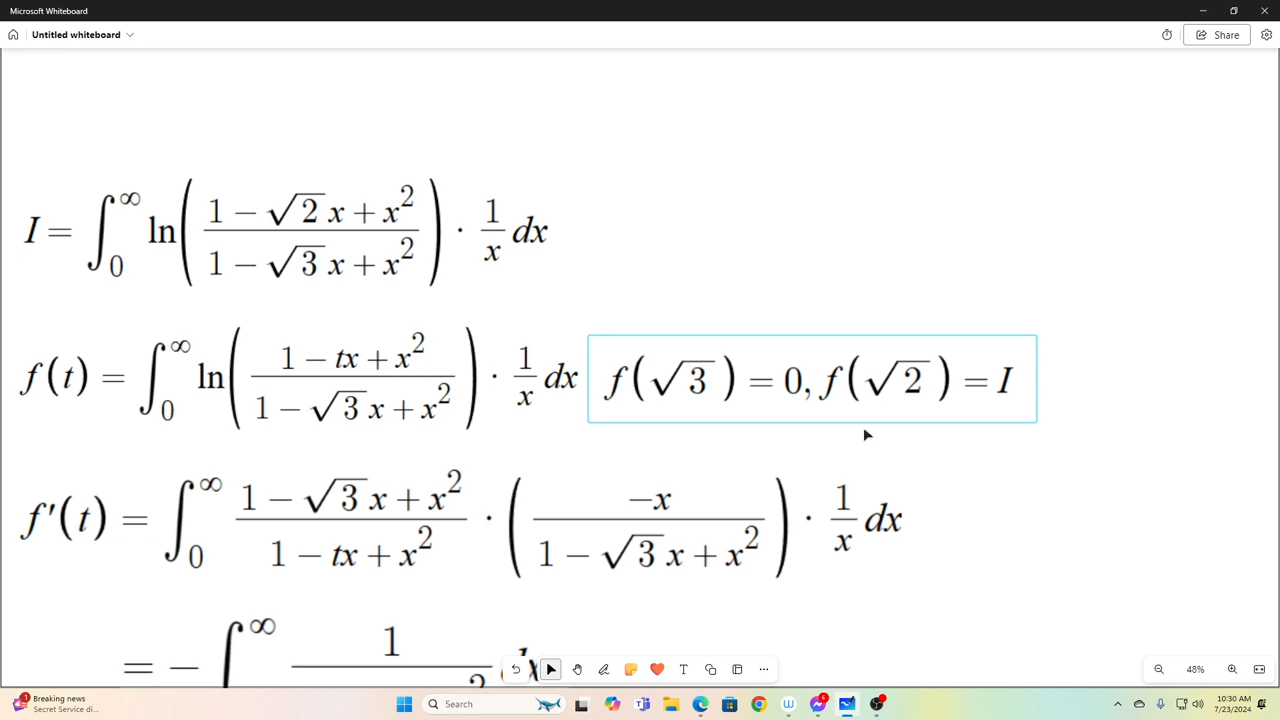 Microsoft Whiteboard
Untitled whiteboard
Share
I = ∫₀^∞ ln( (1 − √2 x + x²) / (1 − √3 x + x²) ) · 1/x dx
f(t) = ∫₀^∞ ln( (1 − tx + x²) / (1 − √3 x + x²) ) · 1/x dx f(√3) = 0, f(√2) = I
f′(t) = ∫₀^∞ (1 − √3 x + x²) / (1 − tx + x²) · ( −x / (1 − √3 x + x²) ) · 1/x dx
= − ∫^∞ 1
48%
1 Breaking news
Secret Service di...
Search
6
10:30 AM
7/23/2024